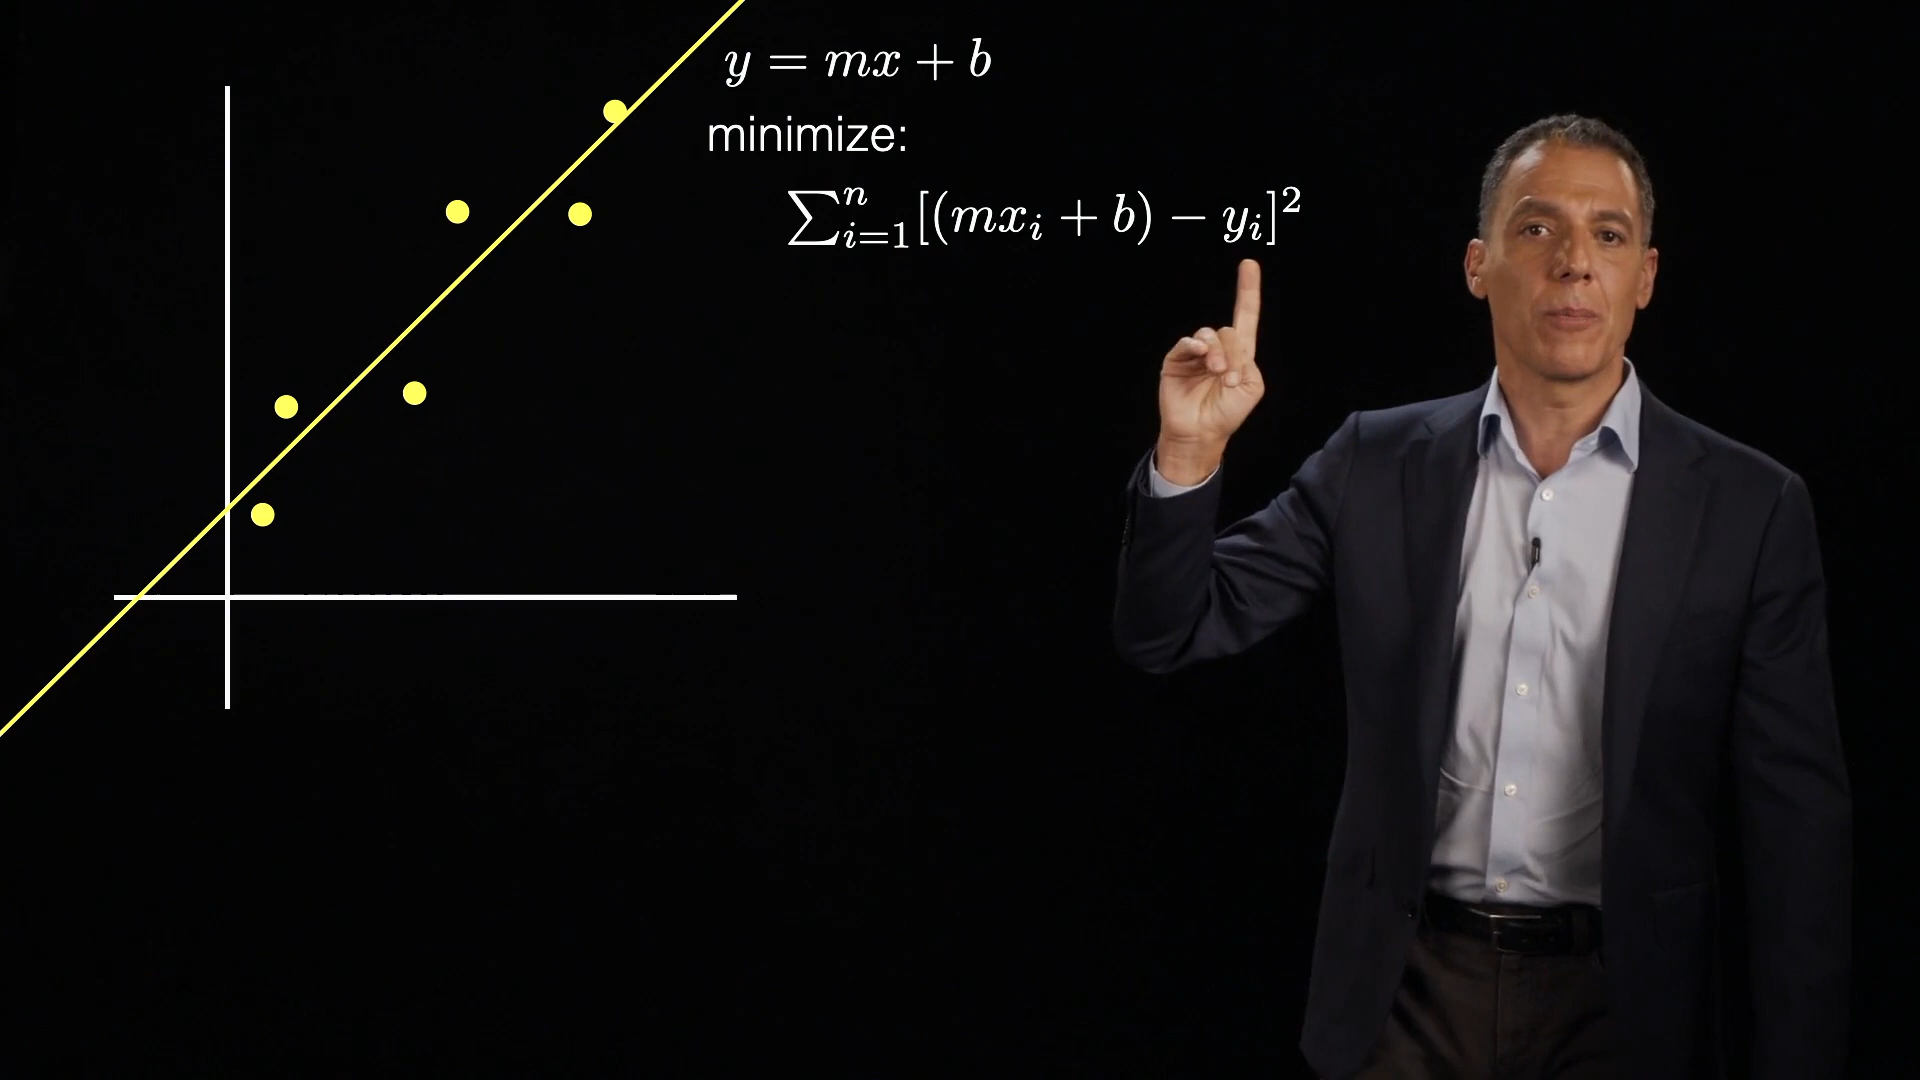 y = mx + b
minimize:
∑ⁿᵢ₌₁[(mxᵢ + b) − yᵢ]²